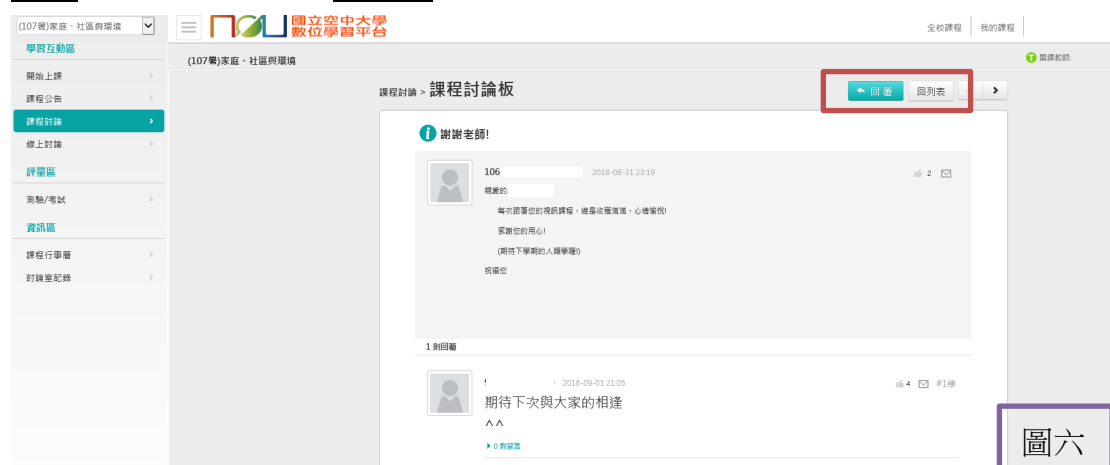 (107暑)家庭、社區與環境
國立空中大學
數位學習平台
全校課程
我的課程
學習互動區
開始上課
課程公告
課程討論
線上討論
評量區
測驗/考試
資訊區
課程行事曆
討論室記錄
(107暑)家庭、社區與環境
T 開課教師:
課程討論 > 課程討論板
回覆
回列表
謝謝老師!
106
2018-08-31 23:19
2
親愛的
每次跟著您的視訊課程，總是收穫滿滿、心情愉悅!
感謝您的用心!
(期待下學期的人類學喔!)
祝福您
1 則回覆
!
2018-09-01 21:05
4
#1樓
期待下次與大家的相逢
^ ^
0 則留言
圖六